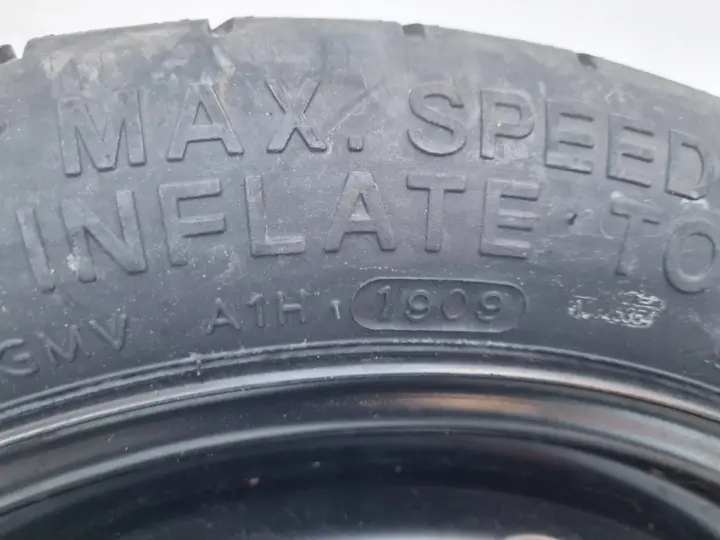 MAX. SPEED
INFLATE TO
GMV A1H 1909